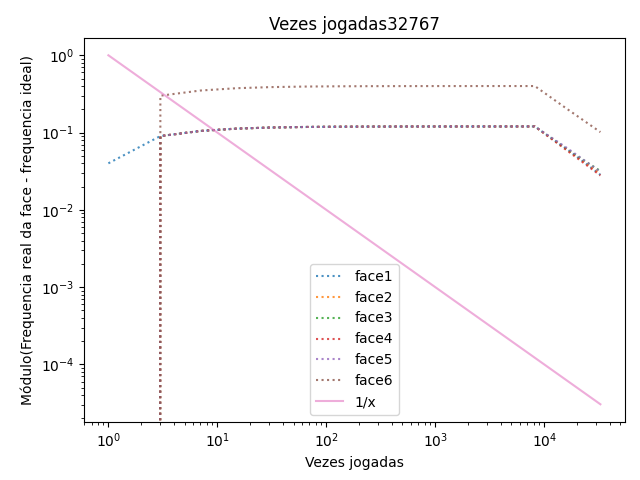 Vezes jogadas32767
Módulo(Frequencia real da face - frequencia ideal)
10^0
10^-1
10^-2
10^-3
10^-4
face1
face2
face3
face4
face5
face6
1/x
10^0
10^1
10^2
10^3
10^4
Vezes jogadas